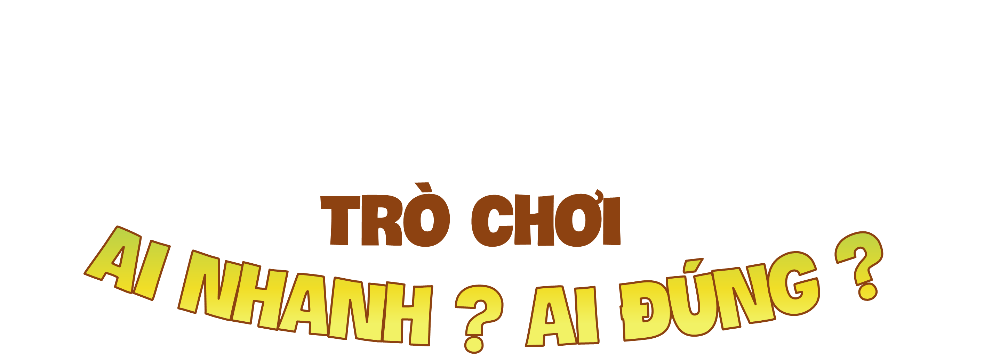 TRÒ CHƠI
AI NHANH ? AI ĐÚNG ?